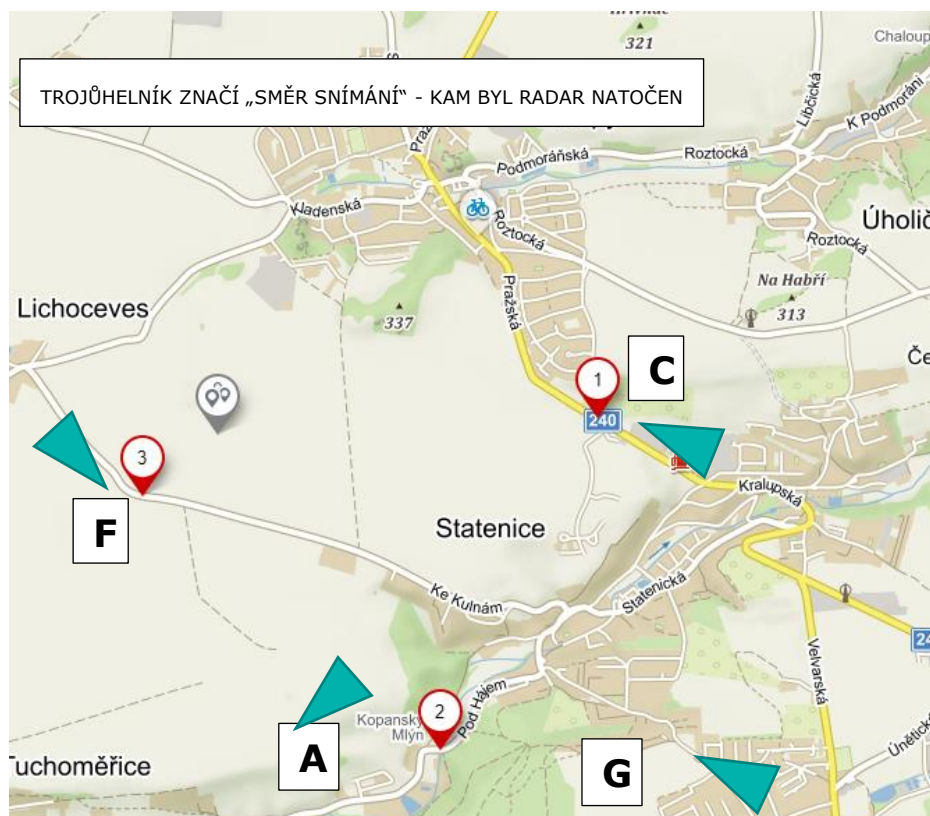 321
Chaloup
TROJŮHELNÍK ZNAČÍ „SMĚR SNÍMÁNÍ“ - KAM BYL RADAR NATOČEN
Libčická
K Podmoráni
Podmoráňská
Roztocká
Roztocká
Kladenská
Úholič
Roztocká
Na Habří
313
Lichoceves
337
Pražská
Če
C
1
240
3
F
Kralupská
Statenice
Ke Kulnám
Statenická
24
Velvarská
Pod Hájem
2
Kopanský
Mlýn
A
Tuchoměřice
G
Únětická